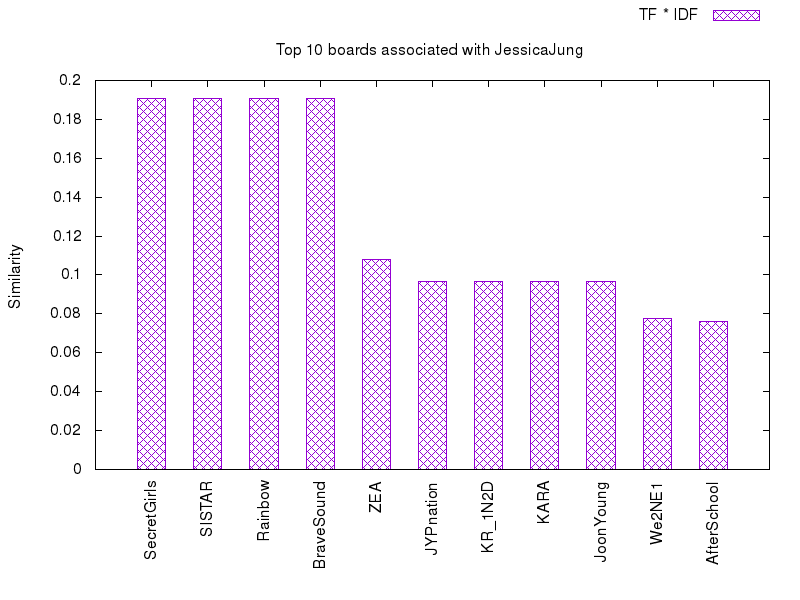 TF * IDF
Top 10 boards associated with JessicaJung
0.2
0.18
0.16
0.14
0.12
0.1
0.08
0.06
0.04
0.02
0
Similarity
SecretGirls
SISTAR
Rainbow
BraveSound
ZEA
JYPnation
KR_1N2D
KARA
JoonYoung
We2NE1
AfterSchool